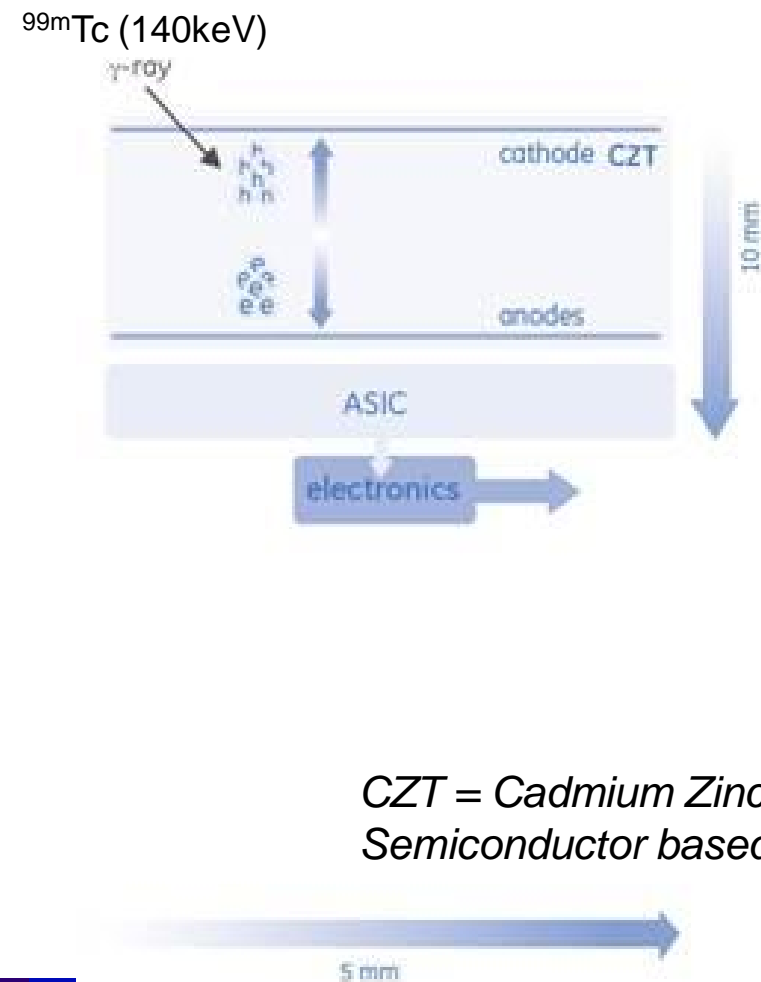 ⁹⁹ᵐTc (140keV)
γ-ray
cathode CZT
h
h h
h
h h
10 mm
e
e e
e
e e
anodes
ASIC
electronics
CZT = Cadmium Zinc
Semiconductor based
5 mm